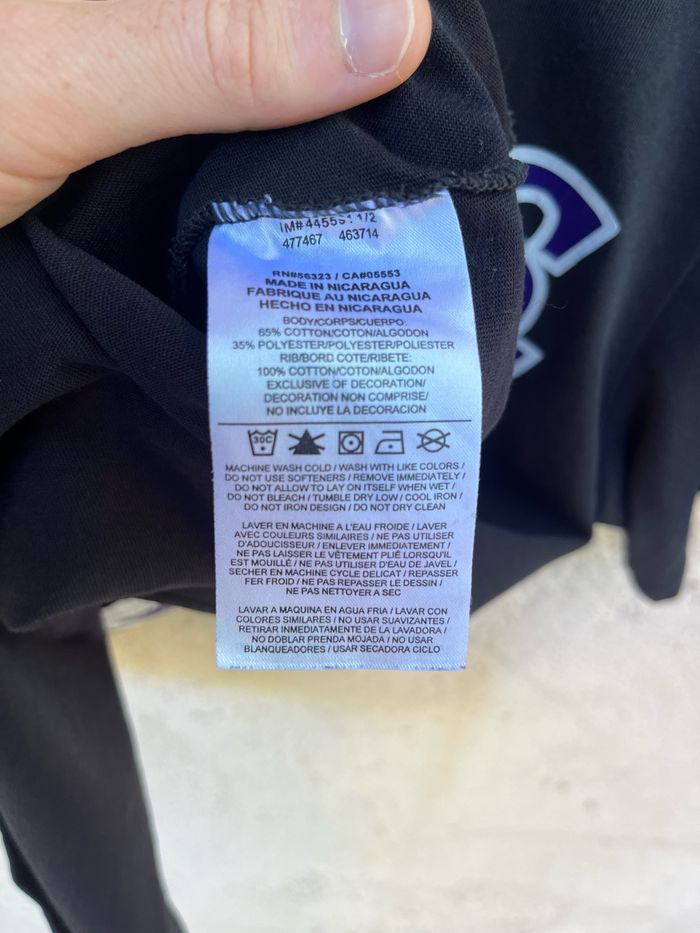 IM#445591 1/2
477467 463714
RN#56323 / CA#05553
MADE IN NICARAGUA
FABRIQUE AU NICARAGUA
HECHO EN NICARAGUA
BODY/CORPS/CUERPO:
65% COTTON/COTON/ALGODON
35% POLYESTER/POLYESTER/POLIESTER
RIB/BORD COTE/RIBETE:
100% COTTON/COTON/ALGODON
EXCLUSIVE OF DECORATION/
DECORATION NON COMPRISE/
NO INCLUYE LA DECORACION
30C
MACHINE WASH COLD / WASH WITH LIKE COLORS /
DO NOT USE SOFTENERS / REMOVE IMMEDIATELY /
DO NOT ALLOW TO LAY ON ITSELF WHEN WET /
DO NOT BLEACH / TUMBLE DRY LOW / COOL IRON /
DO NOT IRON DESIGN / DO NOT DRY CLEAN
LAVER EN MACHINE A L'EAU FROIDE / LAVER
AVEC COULEURS SIMILAIRES / NE PAS UTILISER
D'ADOUCISSEUR / ENLEVER IMMEDIATEMENT /
NE PAS LAISSER LE VÊTEMENT PLIÉ LORSQU'IL
EST MOUILLÉ / NE PAS UTILISER D'EAU DE JAVEL /
SECHER EN MACHINE CYCLE DELICAT / REPASSER
FER FROID / NE PAS REPASSER LE DESSIN /
NE PAS NETTOYER A SEC
LAVAR A MAQUINA EN AGUA FRIA / LAVAR CON
COLORES SIMILARES / NO USAR SUAVIZANTES /
RETIRAR INMEDIATAMENTE DE LA LAVADORA /
NO DOBLAR PRENDA MOJADA / NO USAR
BLANQUEADORES / USAR SECADORA CICLO